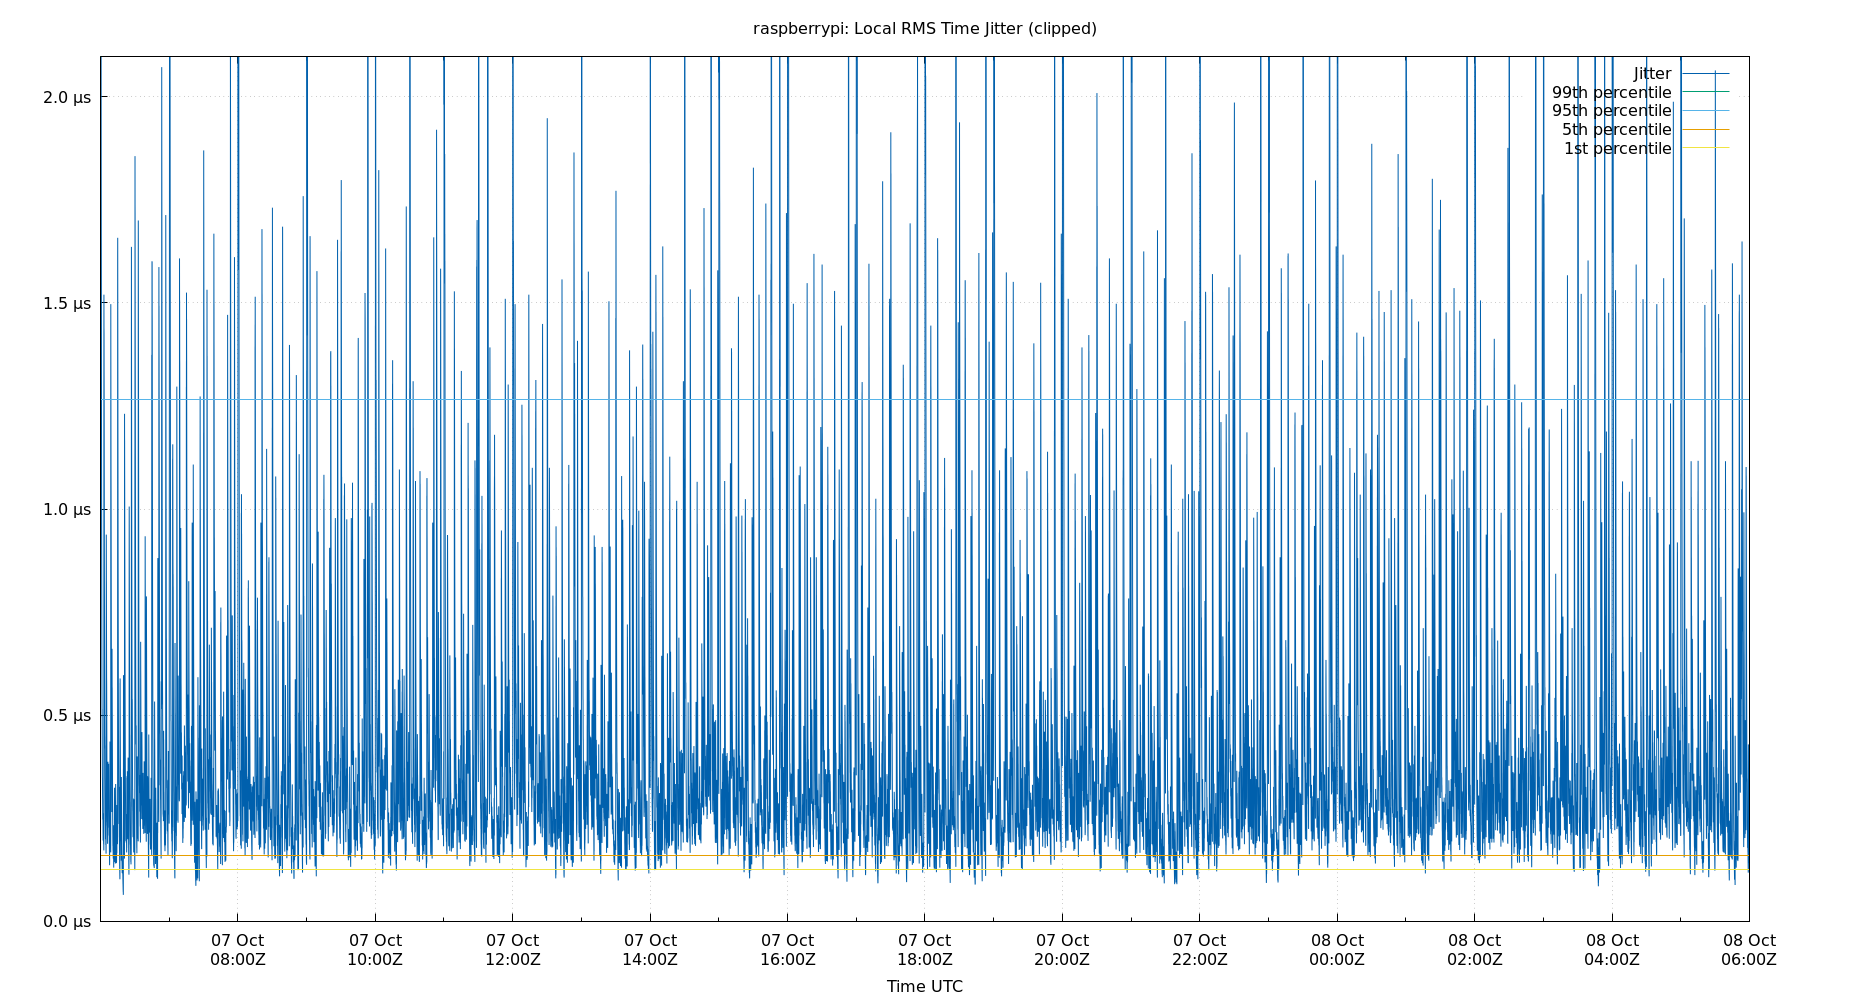 raspberrypi: Local RMS Time Jitter (clipped)
Jitter
99th percentile
95th percentile
5th percentile
1st percentile
2.0 µs
1.5 µs
1.0 µs
0.5 µs
0.0 µs
07 Oct 07 Oct 07 Oct 07 Oct 07 Oct 07 Oct 07 Oct 07 Oct 08 Oct 08 Oct 08 Oct 08 Oct
08:00Z 10:00Z 12:00Z 14:00Z 16:00Z 18:00Z 20:00Z 22:00Z 00:00Z 02:00Z 04:00Z 06:00Z
Time UTC